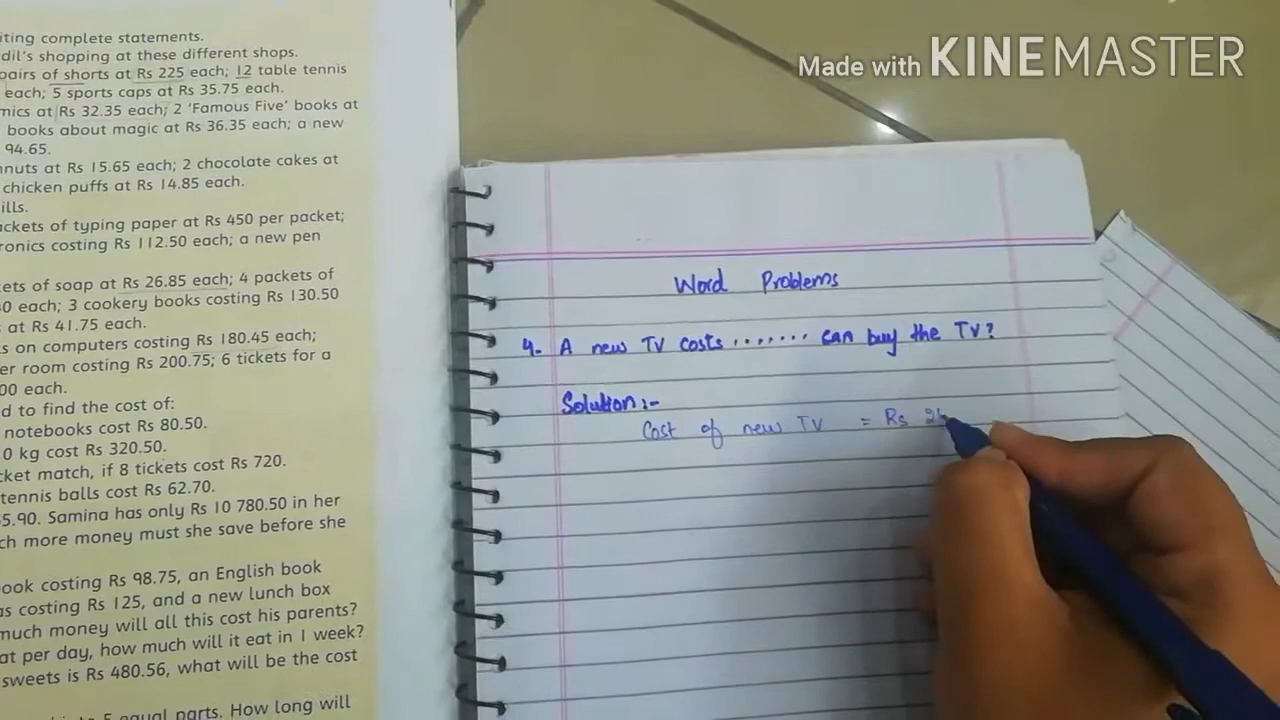 iting complete statements.
dil's shopping at these different shops.
pairs of shorts at Rs 225 each; 12 table tennis
each; 5 sports caps at Rs 35.75 each.
mics at Rs 32.35 each; 2 'Famous Five' books at
books about magic at Rs 36.35 each; a new
94.65.
nuts at Rs 15.65 each; 2 chocolate cakes at
chicken puffs at Rs 14.85 each.
ills.
ackets of typing paper at Rs 450 per packet;
ronics costing Rs 112.50 each; a new pen
ets of soap at Rs 26.85 each; 4 packets of
0 each; 3 cookery books costing Rs 130.50
at Rs 41.75 each.
s on computers costing Rs 180.45 each;
er room costing Rs 200.75; 6 tickets for a
00 each.
d to find the cost of:
notebooks cost Rs 80.50.
0 kg cost Rs 320.50.
cket match, if 8 tickets cost Rs 720.
tennis balls cost Rs 62.70.
5.90. Samina has only Rs 10 780.50 in her
ch more money must she save before she
ook costing Rs 98.75, an English book
as costing Rs 125, and a new lunch box
much money will all this cost his parents?
at per day, how much will it eat in 1 week?
sweets is Rs 480.56, what will be the cost
5 equal parts. How long will
Made with KINEMASTER
Word Problems
4. A new TV costs ....... can buy the TV?
Solution:-
Cost of new TV = Rs